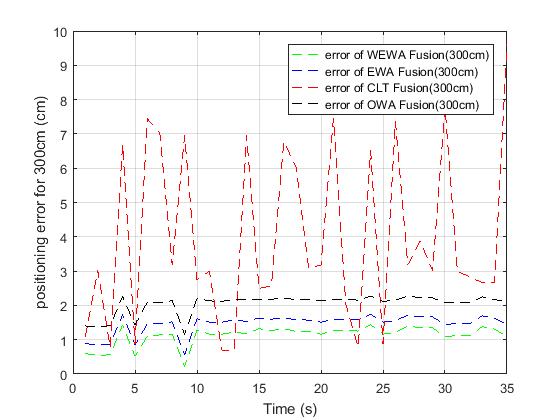 10
9
8
7
6
5
4
3
2
1
0
positioning error for 300cm (cm)
error of WEWA Fusion(300cm)
error of EWA Fusion(300cm)
error of CLT Fusion(300cm)
error of OWA Fusion(300cm)
0 5 10 15 20 25 30 35
Time (s)